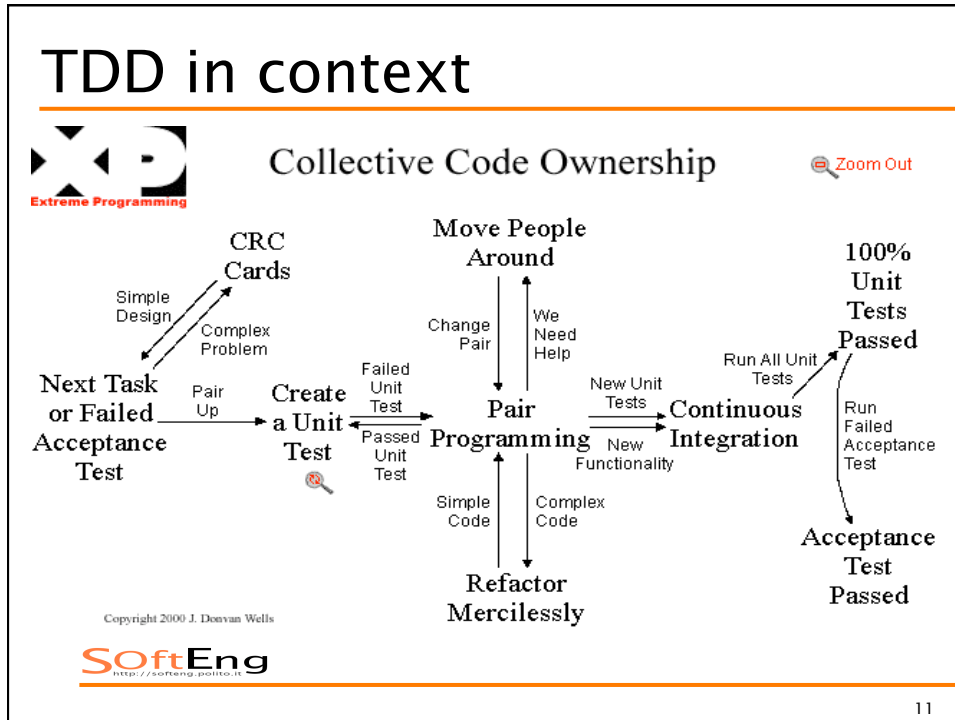 TDD in context
XP
Extreme Programming
Collective Code Ownership
Zoom Out
CRC
Cards
Simple
Design
Complex
Problem
Next Task
or Failed
Acceptance
Test
Pair
Up
Create
a Unit
Test
Failed
Unit
Test
Passed
Unit
Test
Move People
Around
Change
Pair
We
Need
Help
Pair
Programming
Simple
Code
Complex
Code
Refactor
Mercilessly
New Unit
Tests
New
Functionality
Continuous
Integration
Run All Unit
Tests
100%
Unit
Tests
Passed
Run
Failed
Acceptance
Test
Acceptance
Test
Passed
Copyright 2000 J. Donvan Wells
SOftEng
http://softeng.polito.it
11